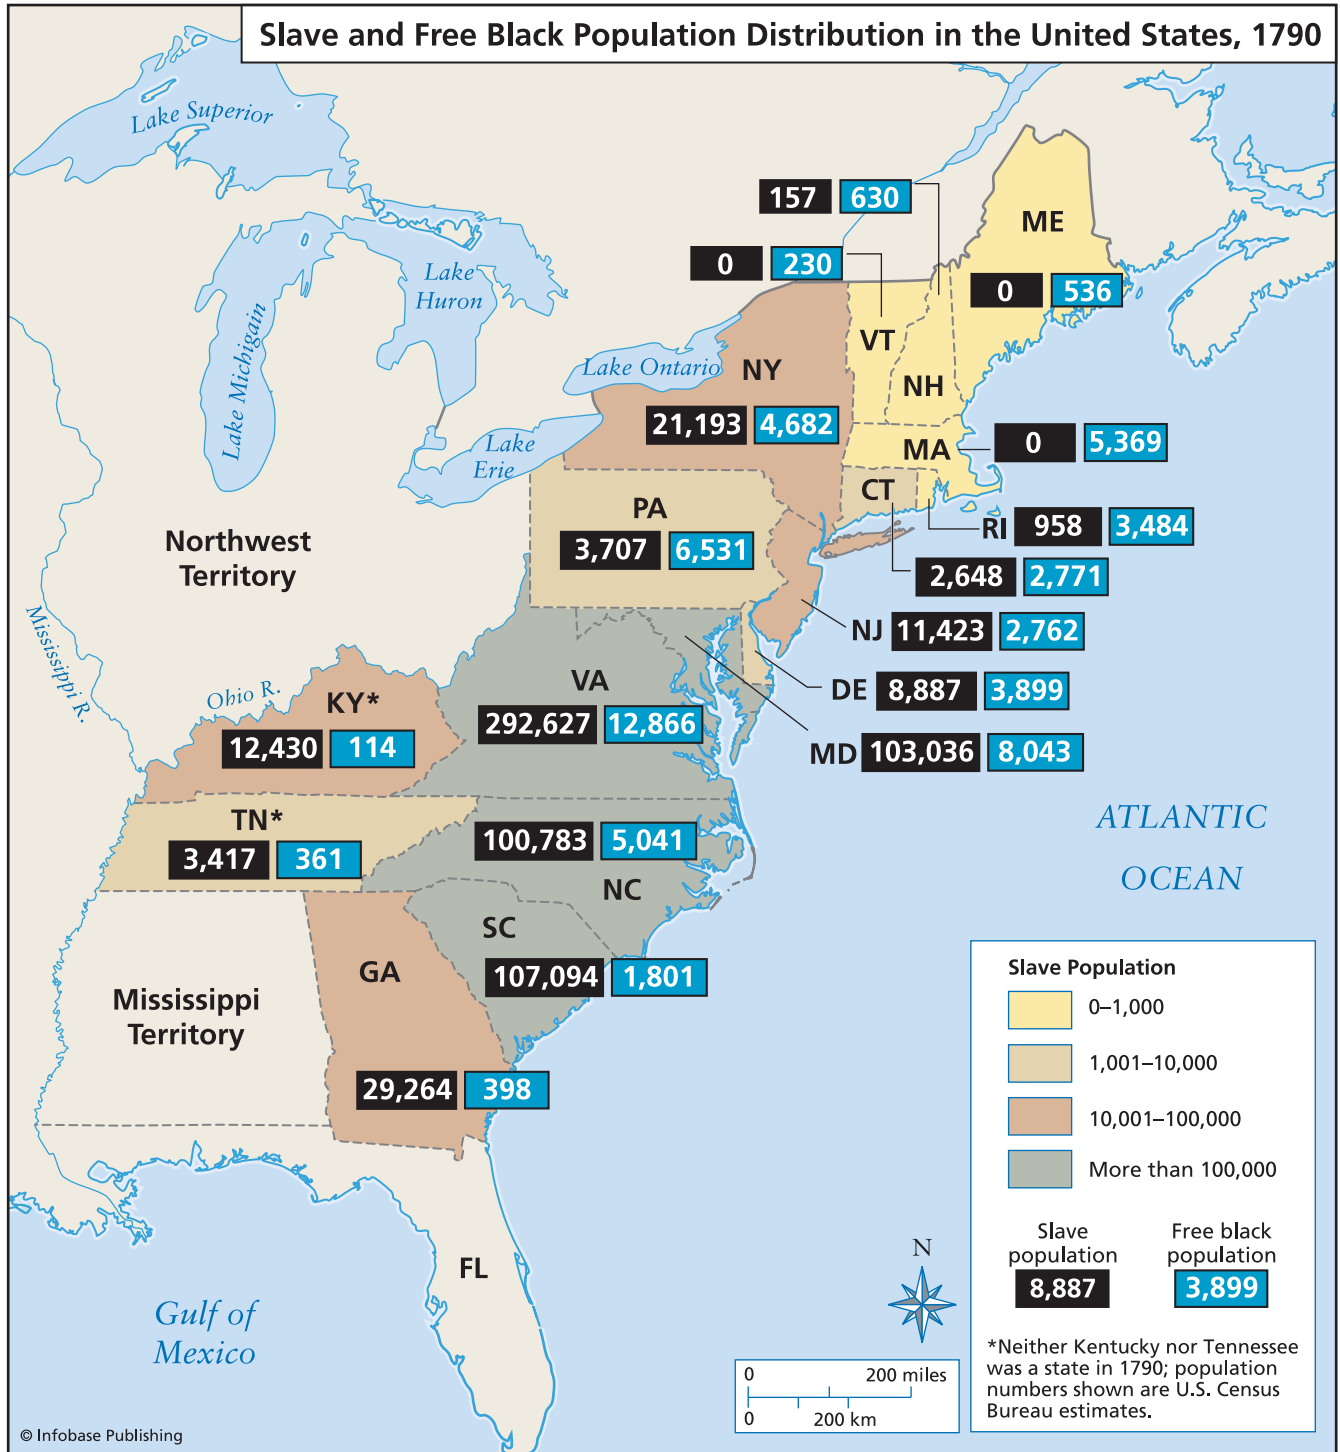 Slave and Free Black Population Distribution in the United States, 1790
Lake Superior
Lake Michigain
Lake
Huron
Lake Ontario
Lake
Erie
157 630
0 230
ME
0 536
VT
NH
NY
21,193 4,682
MA 0 5,369
CT
RI 958 3,484
2,648 2,771
PA
3,707 6,531
NJ 11,423 2,762
DE 8,887 3,899
MD 103,036 8,043
Northwest
Territory
Mississippi R.
Ohio R.
KY*
12,430 114
VA
292,627 12,866
TN*
3,417 361
100,783 5,041
NC
SC
107,094 1,801
GA
29,264 398
Mississippi
Territory
FL
Gulf of
Mexico
ATLANTIC
OCEAN
Slave Population
0–1,000
1,001–10,000
10,001–100,000
More than 100,000
Slave
population
8,887
Free black
population
3,899
*Neither Kentucky nor Tennessee
was a state in 1790; population
numbers shown are U.S. Census
Bureau estimates.
N
0 200 miles
0 200 km
© Infobase Publishing